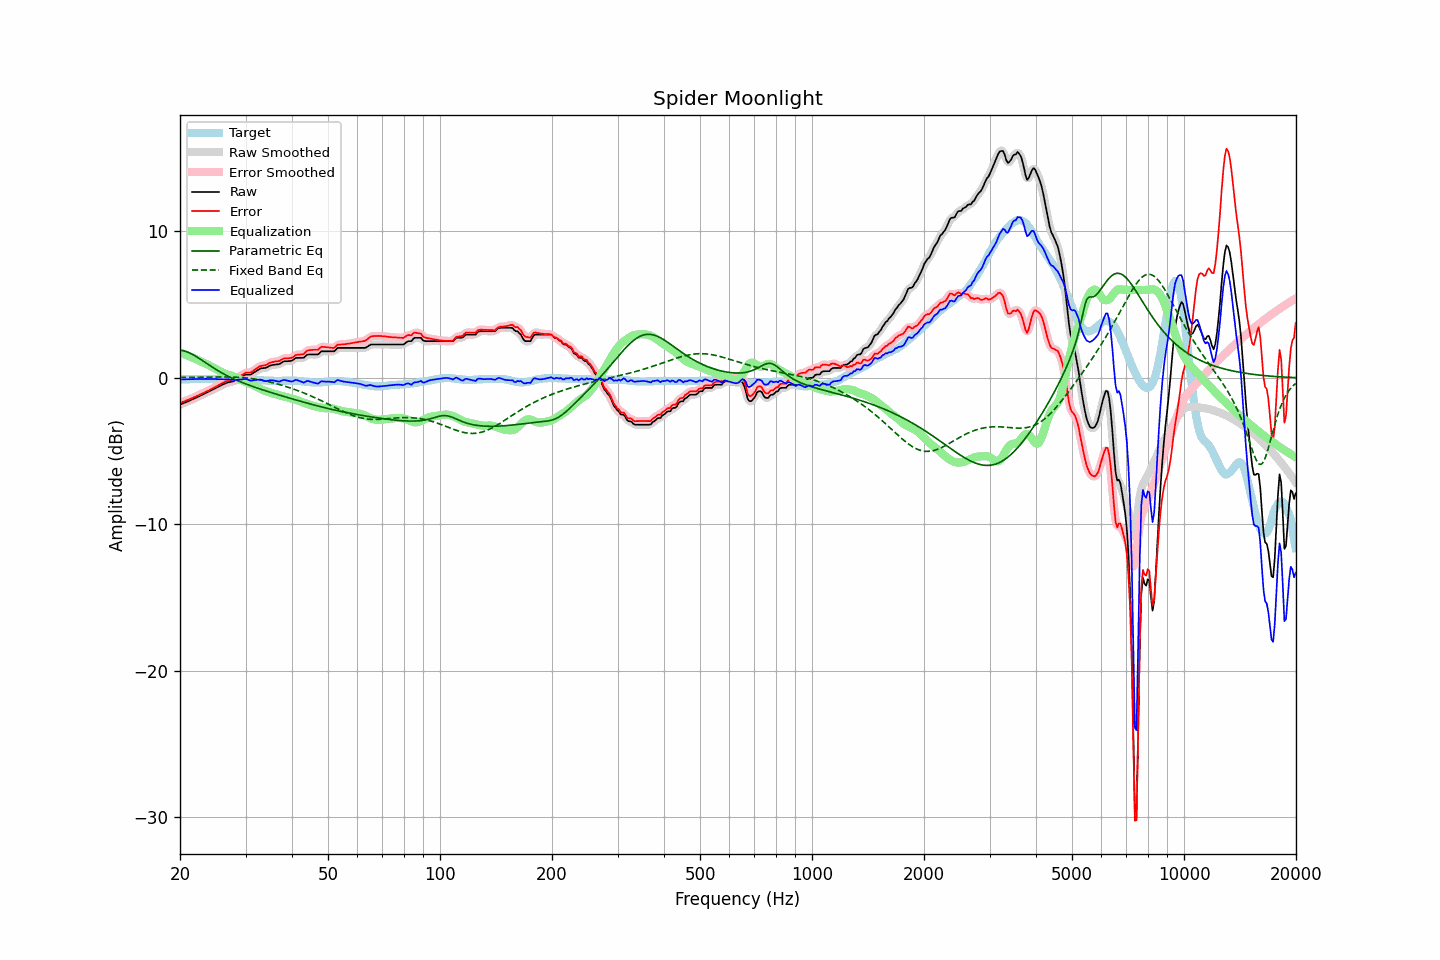 Spider Moonlight
Target
Raw Smoothed
Error Smoothed
Raw
Error
Equalization
Parametric Eq
Fixed Band Eq
Equalized
10
0
−10
−20
−30
Amplitude (dBr)
20 50 100 200 500 1000 2000 5000 10000 20000
Frequency (Hz)